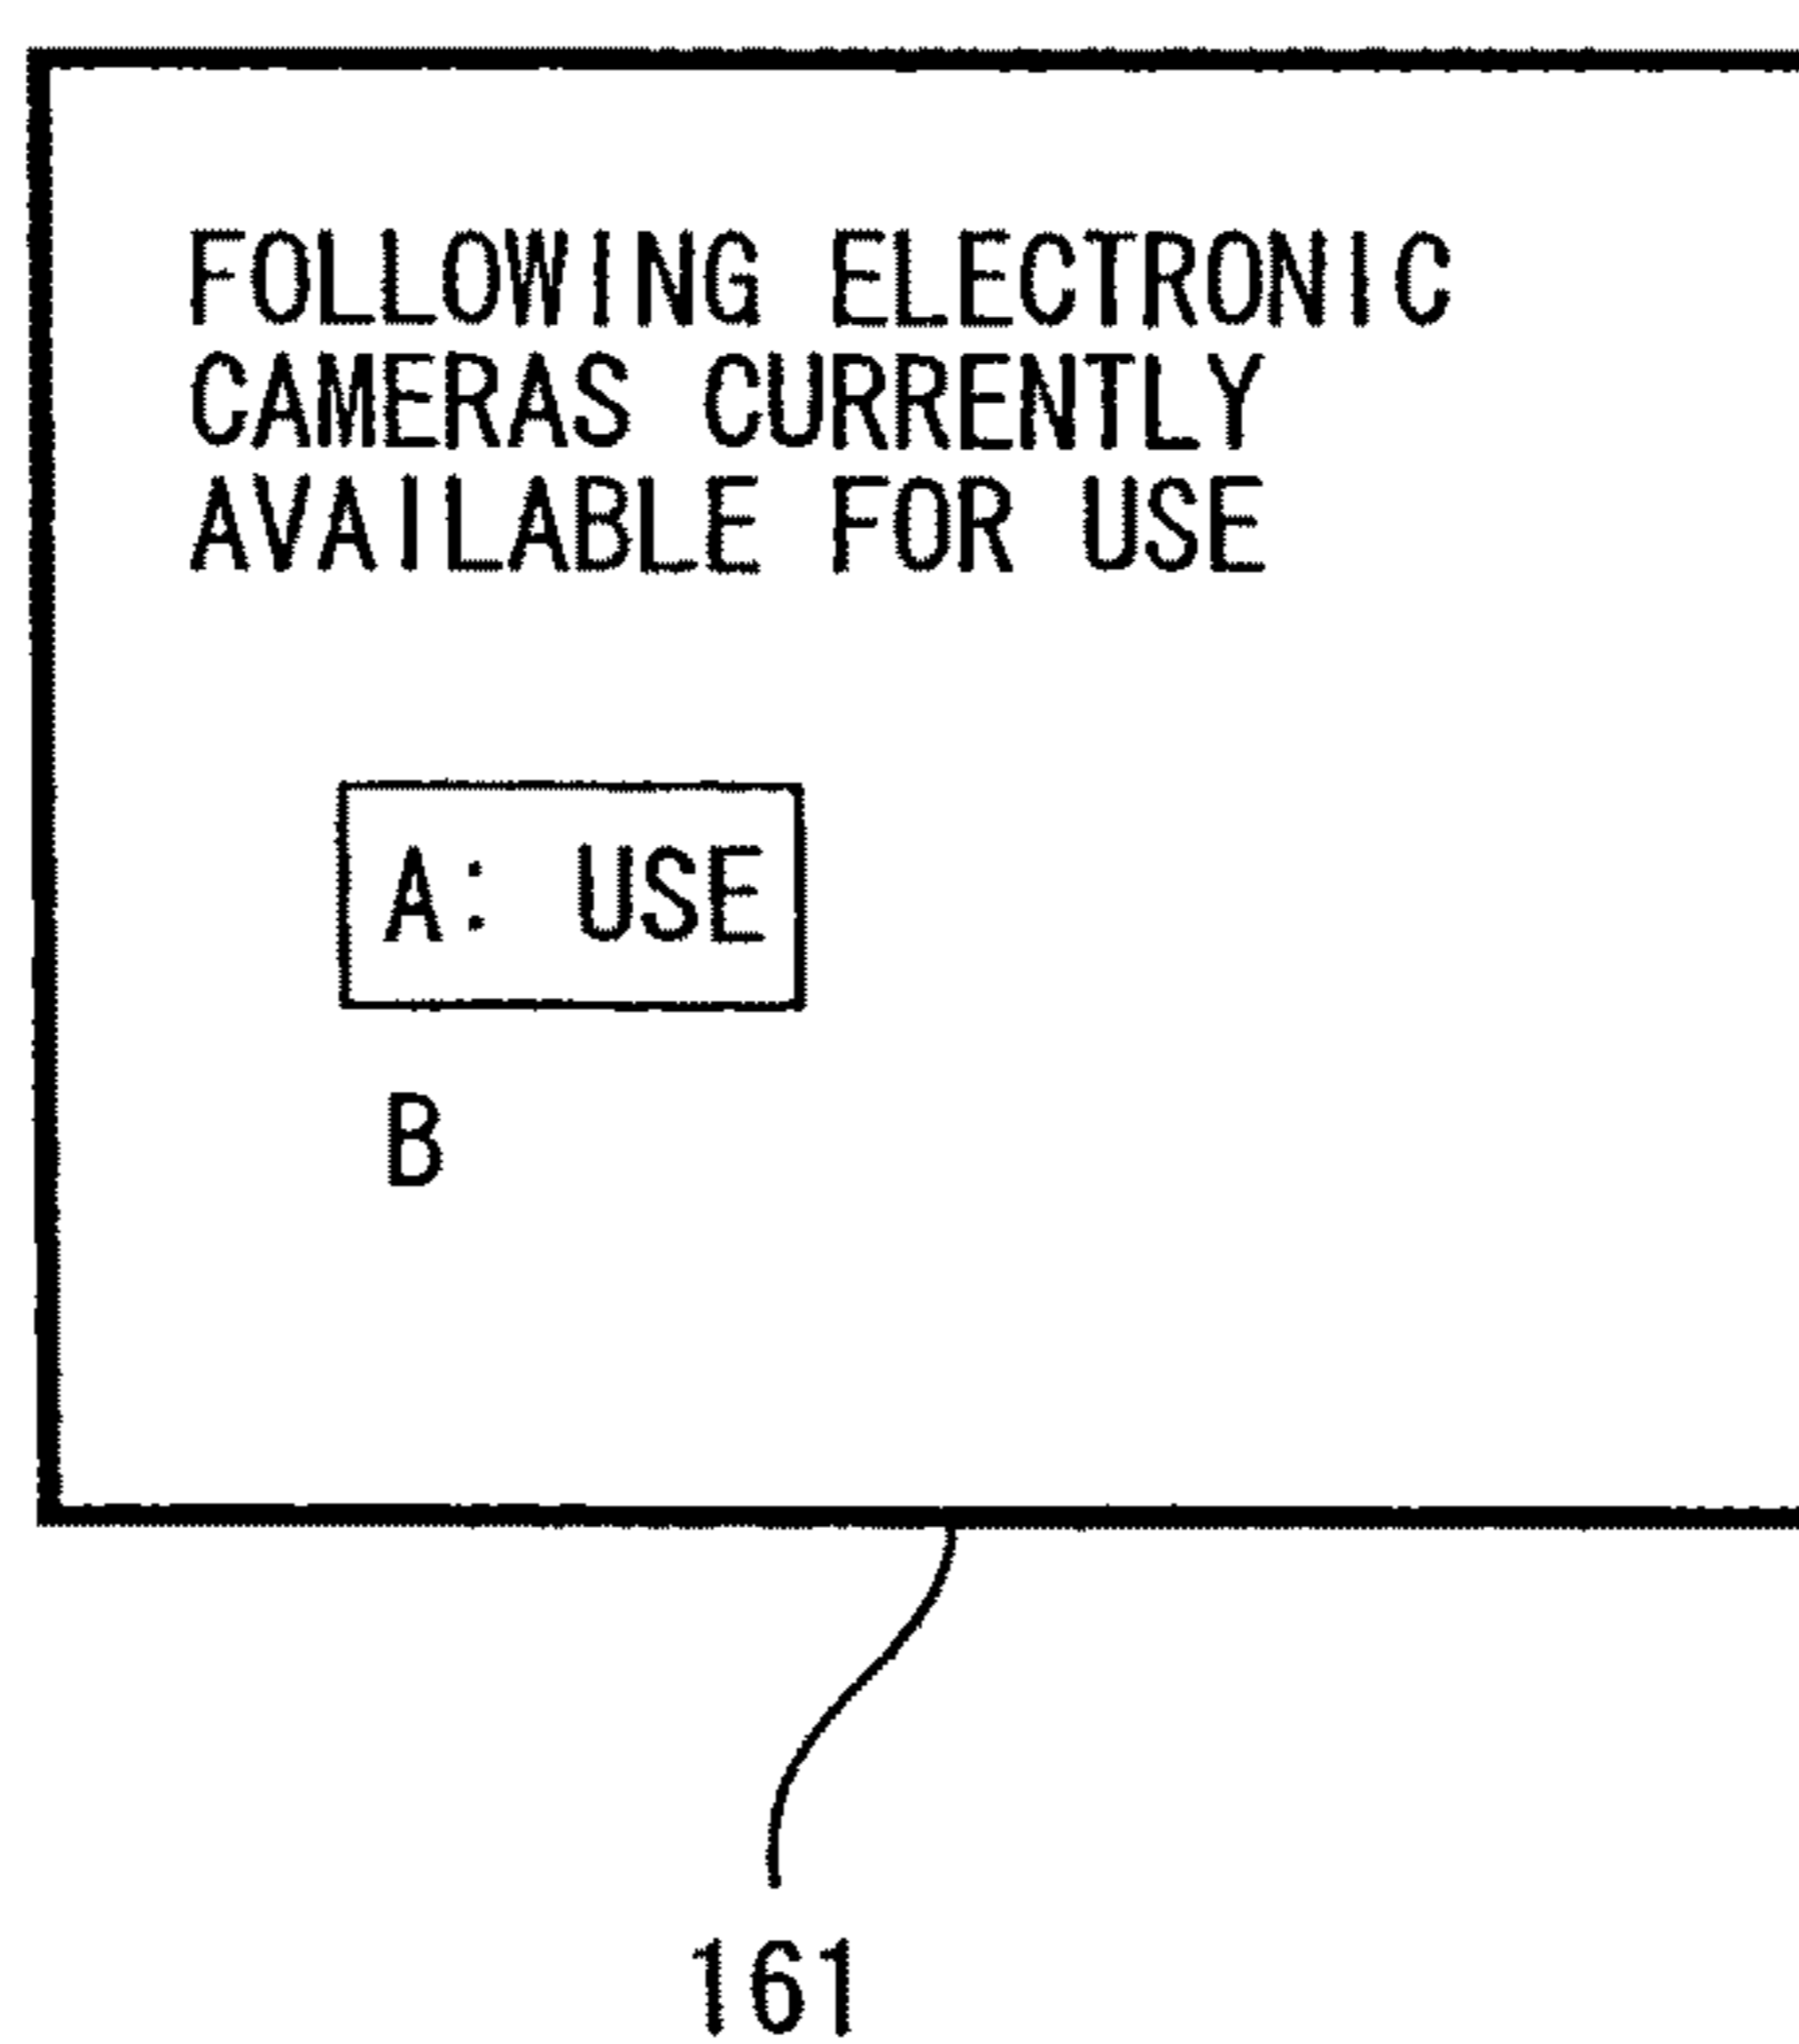 FOLLOWING ELECTRONIC
CAMERAS CURRENTLY
AVAILABLE FOR USE
A: USE
B
161